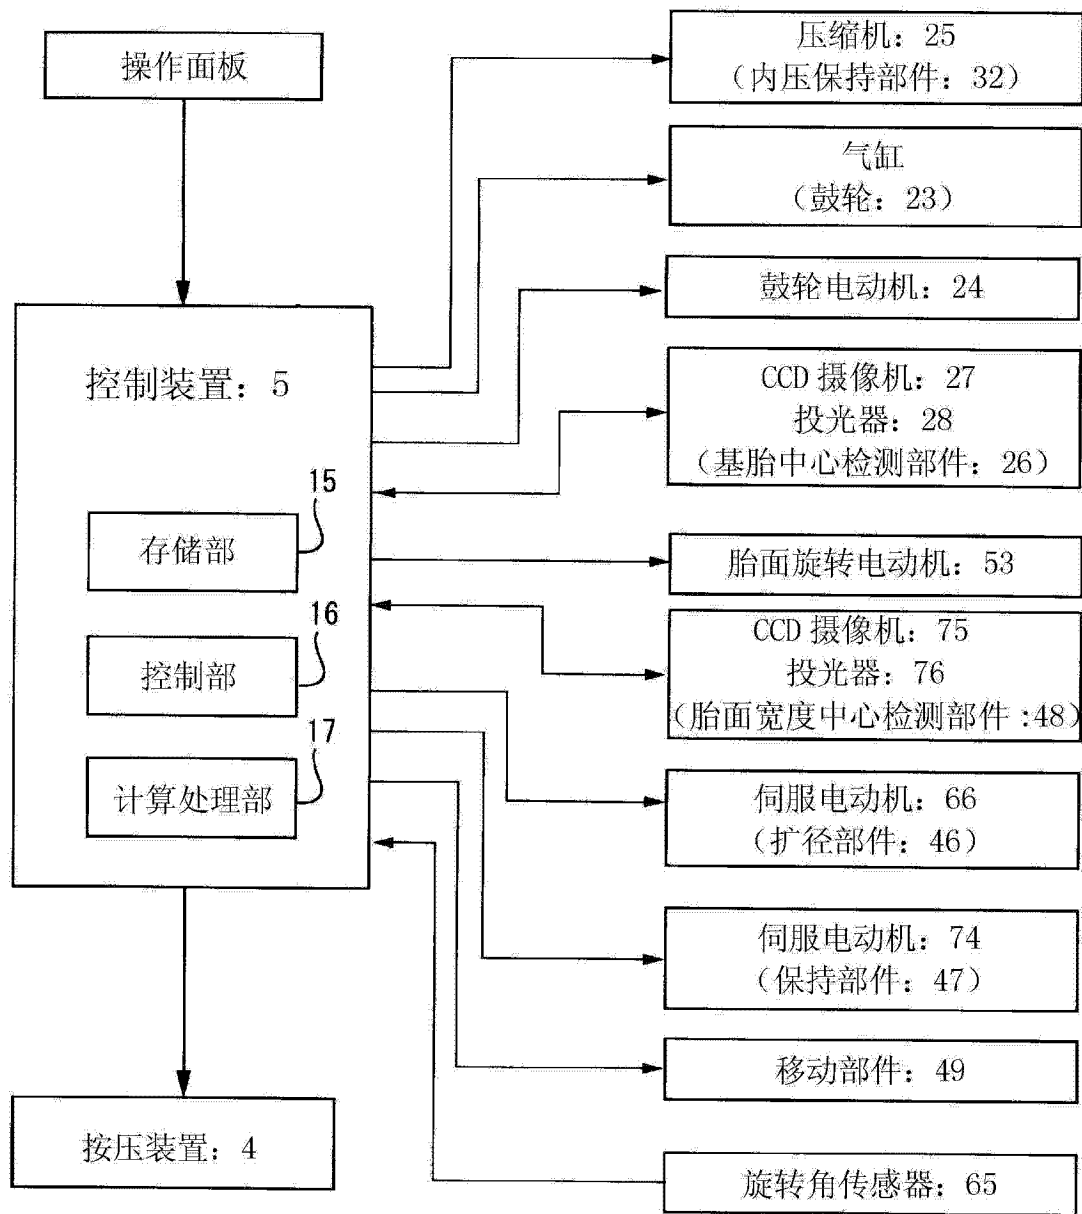 操作面板
控制装置：5
15
存储部
16
控制部
17
计算处理部
按压装置：4
压缩机：25
（内压保持部件：32）
气缸
（鼓轮：23）
鼓轮电动机：24
CCD 摄像机：27
投光器：28
（基胎中心检测部件：26）
胎面旋转电动机：53
CCD 摄像机：75
投光器：76
（胎面宽度中心检测部件:48）
伺服电动机：66
（扩径部件：46）
伺服电动机：74
（保持部件：47）
移动部件：49
旋转角传感器：65